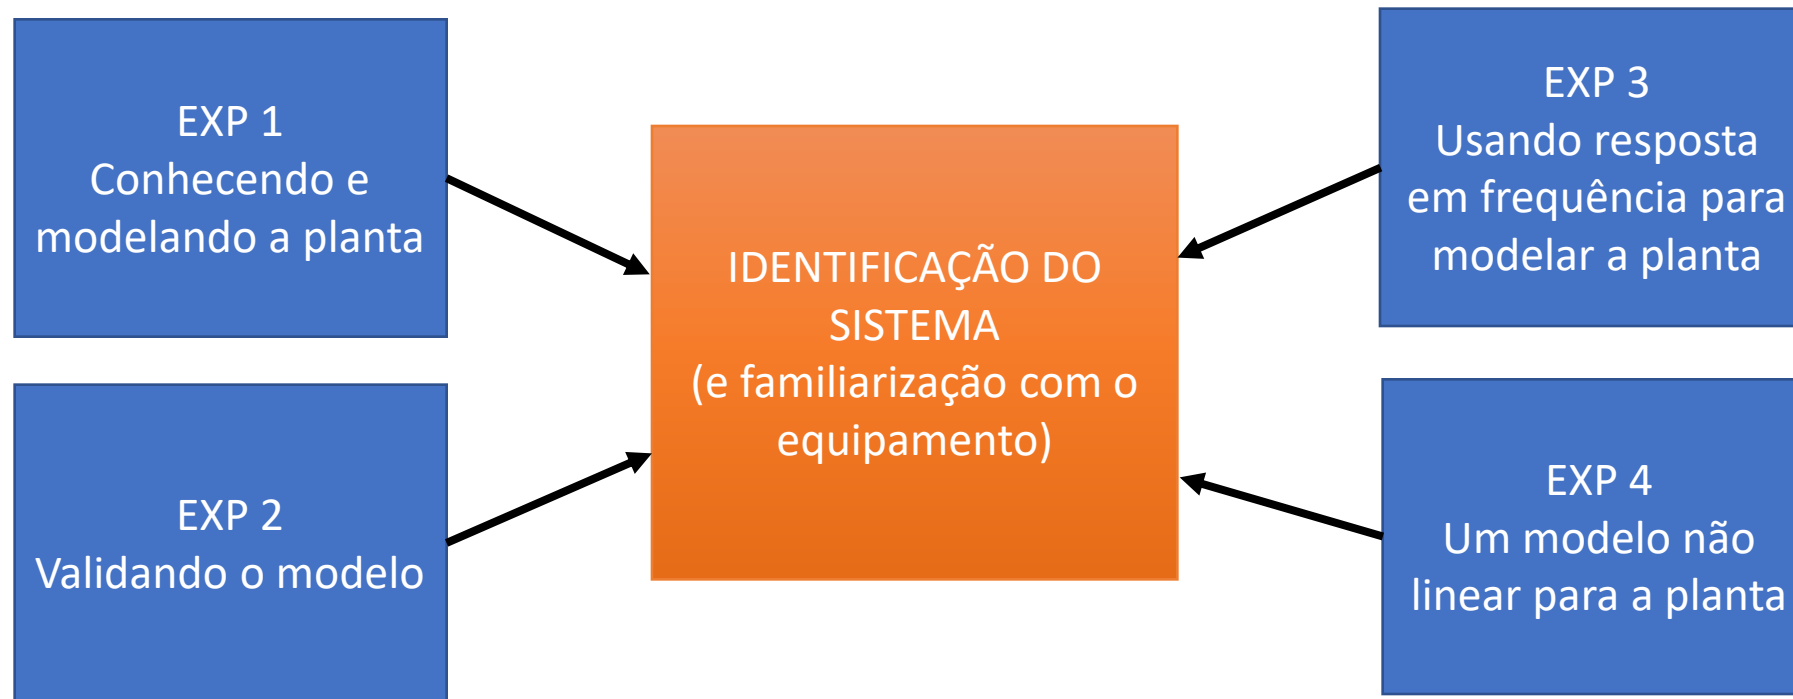 EXP 1
Conhecendo e
modelando a planta
EXP 2
Validando o modelo
IDENTIFICAÇÃO DO
SISTEMA
(e familiarização com o
equipamento)
EXP 3
Usando resposta
em frequência para
modelar a planta
EXP 4
Um modelo não
linear para a planta